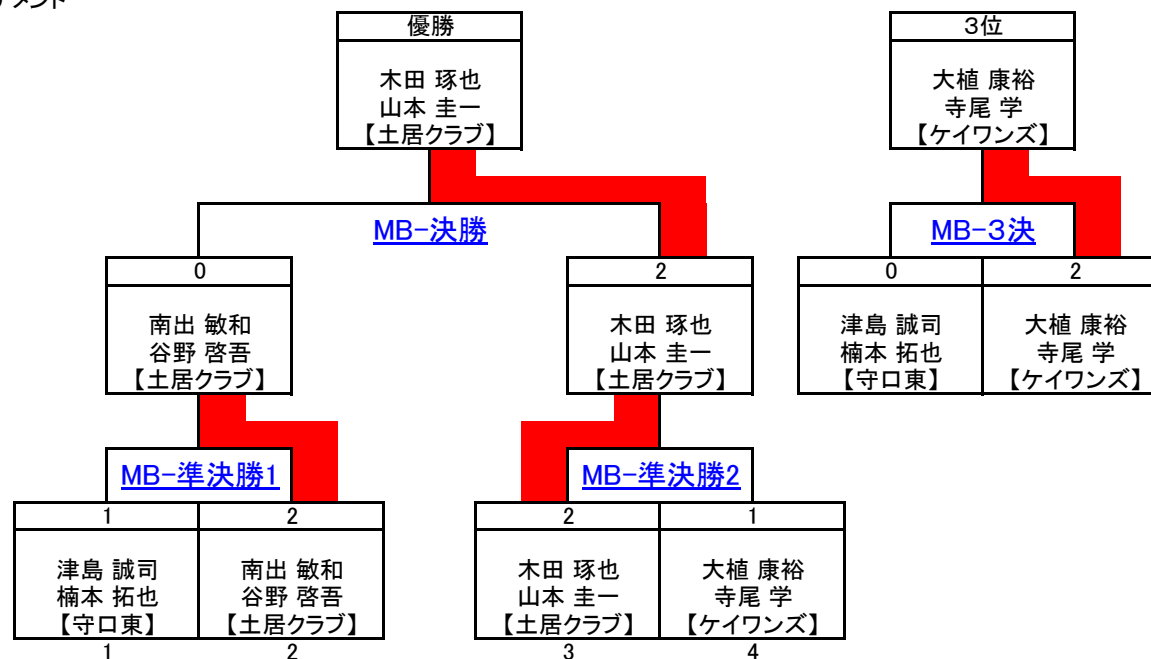 優勝
木田 琢也
山本 圭一
【土居クラブ】
3位
大植 康裕
寺尾 学
【ケイワンズ】
MB-決勝
MB-3決
0
南出 敏和
谷野 啓吾
【土居クラブ】
2
木田 琢也
山本 圭一
【土居クラブ】
0
津島 誠司
楠本 拓也
【守口東】
2
大植 康裕
寺尾 学
【ケイワンズ】
MB-準決勝1
MB-準決勝2
1
津島 誠司
楠本 拓也
【守口東】
1
2
南出 敏和
谷野 啓吾
【土居クラブ】
2
2
木田 琢也
山本 圭一
【土居クラブ】
3
1
大植 康裕
寺尾 学
【ケイワンズ】
4